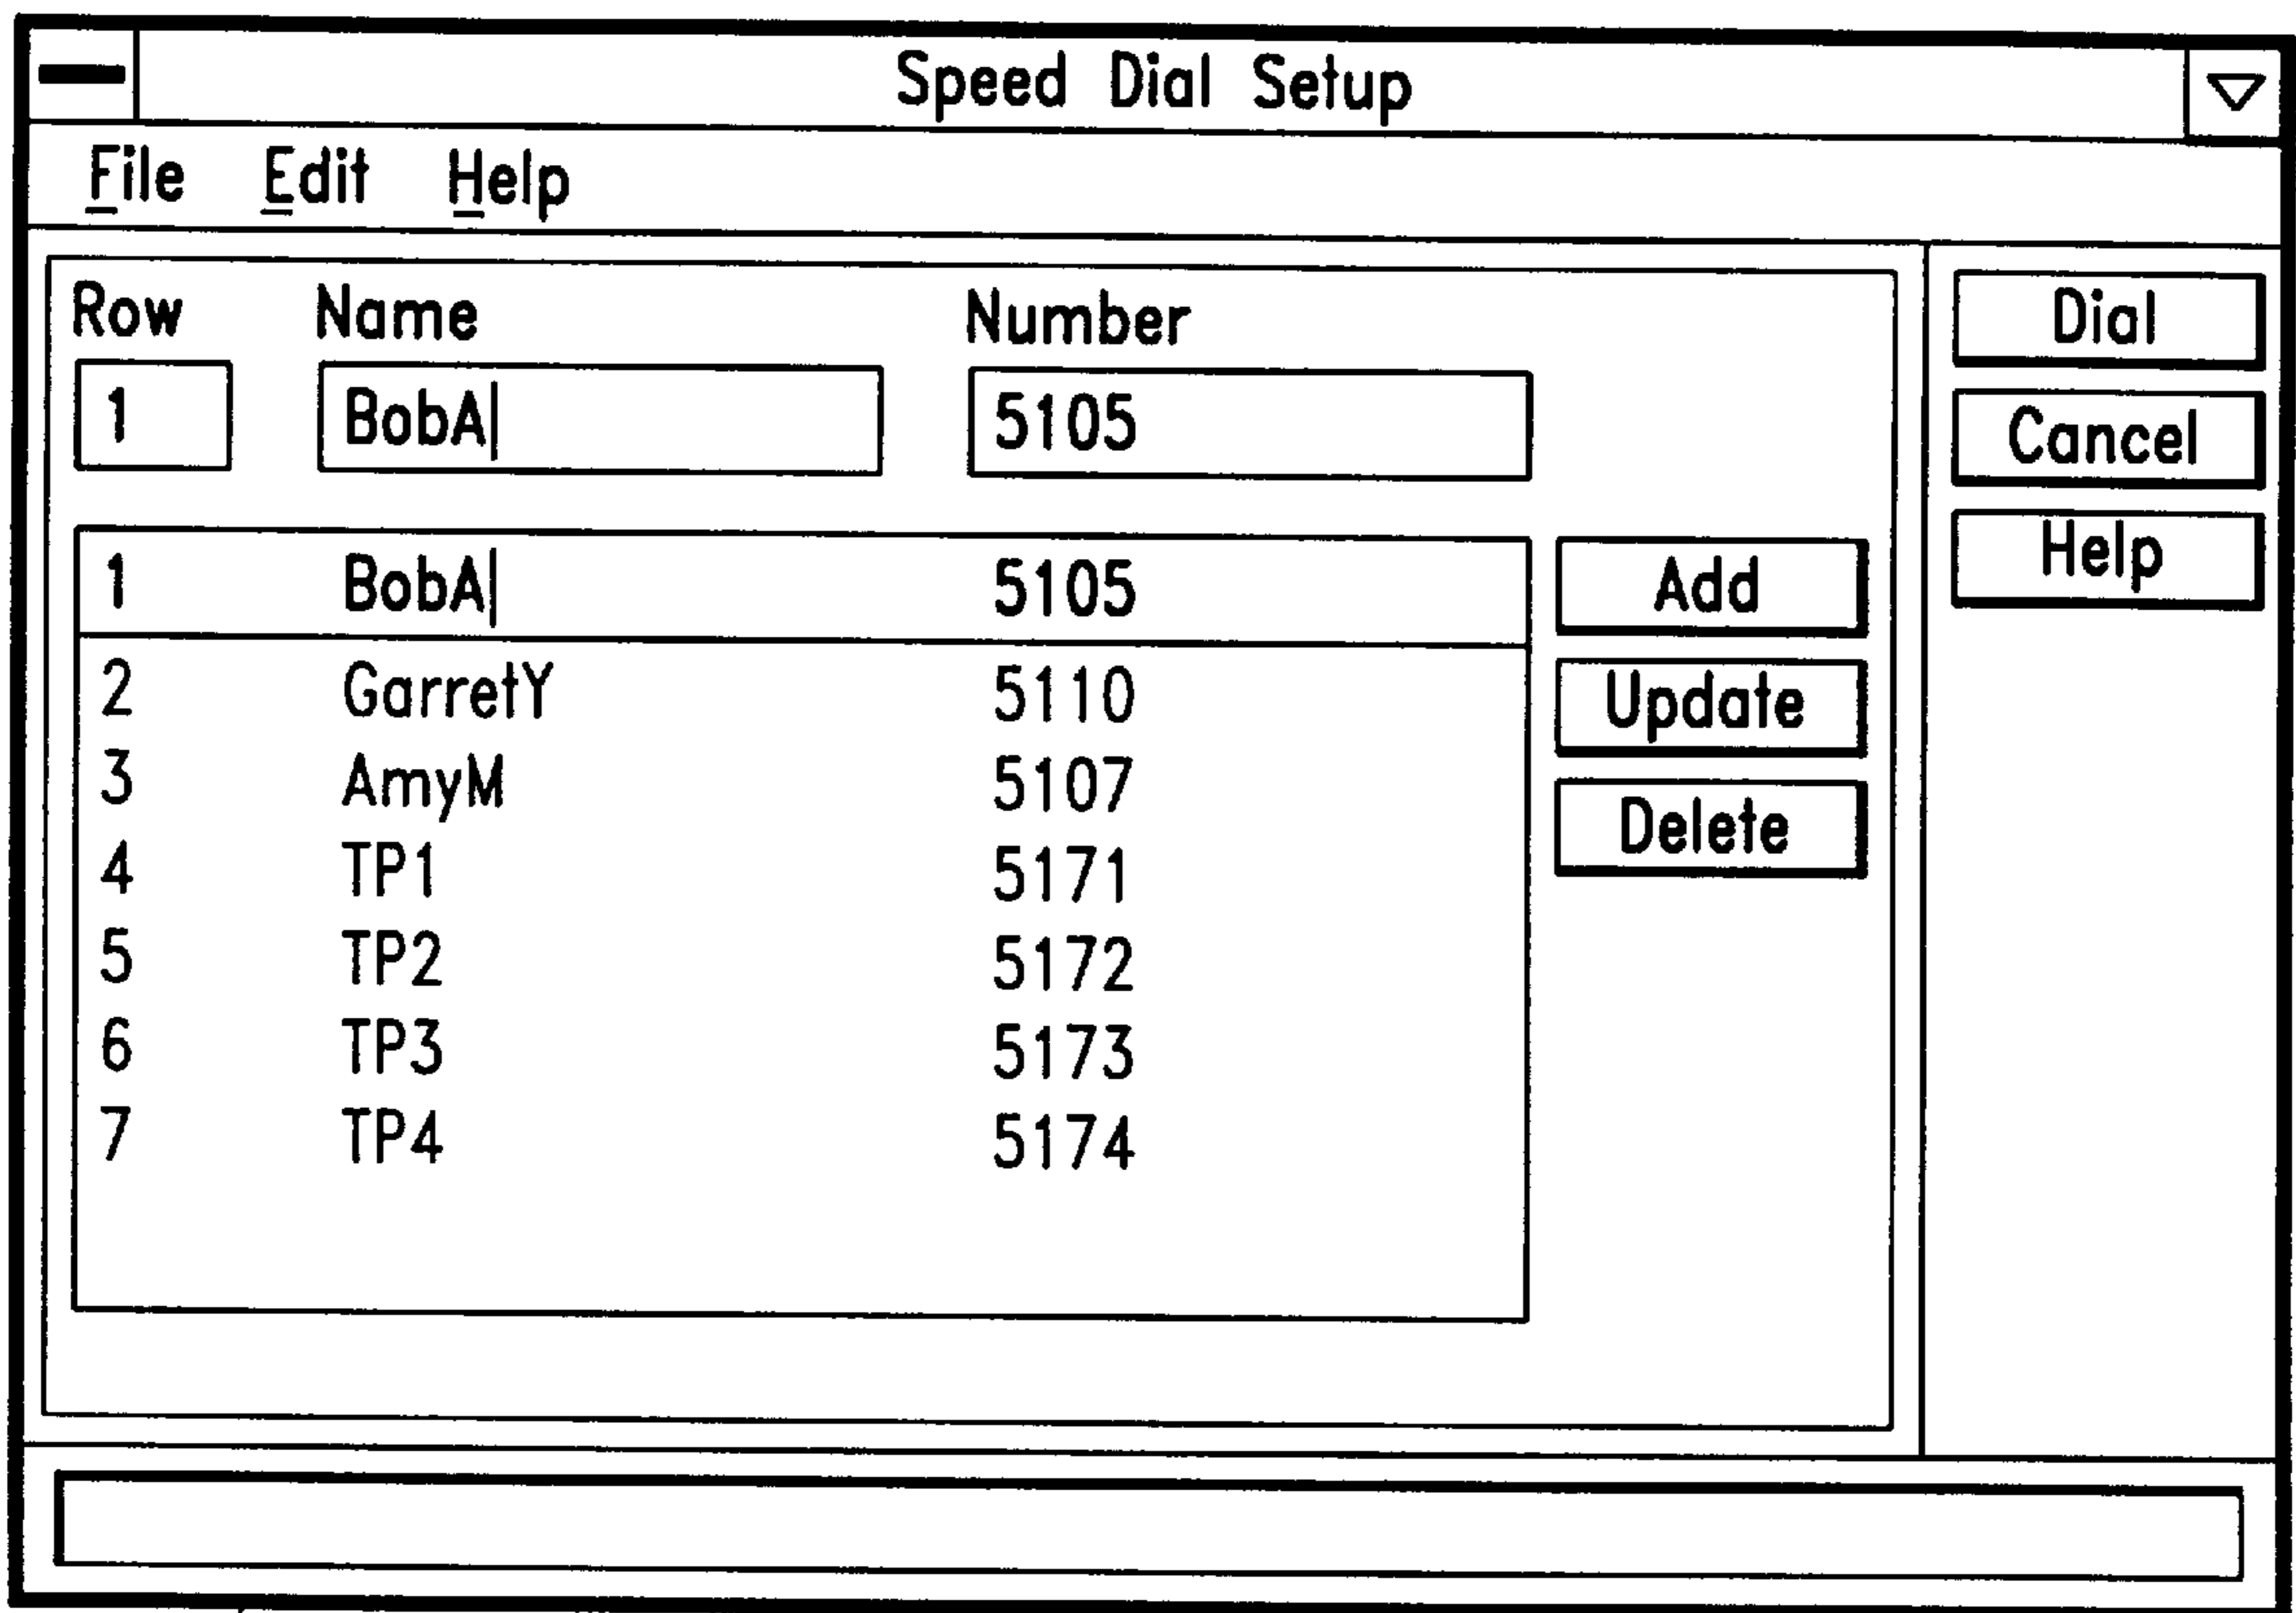 Speed Dial Setup
File Edit Help
Row Name Number
1 BobA 5105
Dial
Cancel
Help
1 BobA 5105
2 GarretY 5110
3 AmyM 5107
4 TP1 5171
5 TP2 5172
6 TP3 5173
7 TP4 5174
Add
Update
Delete